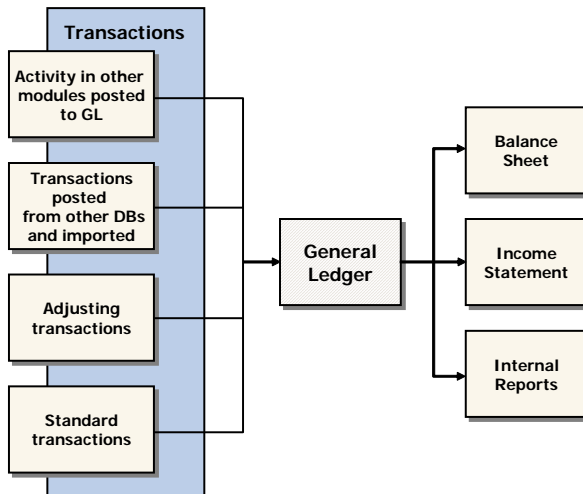 Transactions
Activity in other
modules posted
to GL
Transactions
posted
from other DBs
and imported
Adjusting
transactions
Standard
transactions
General
Ledger
Balance
Sheet
Income
Statement
Internal
Reports